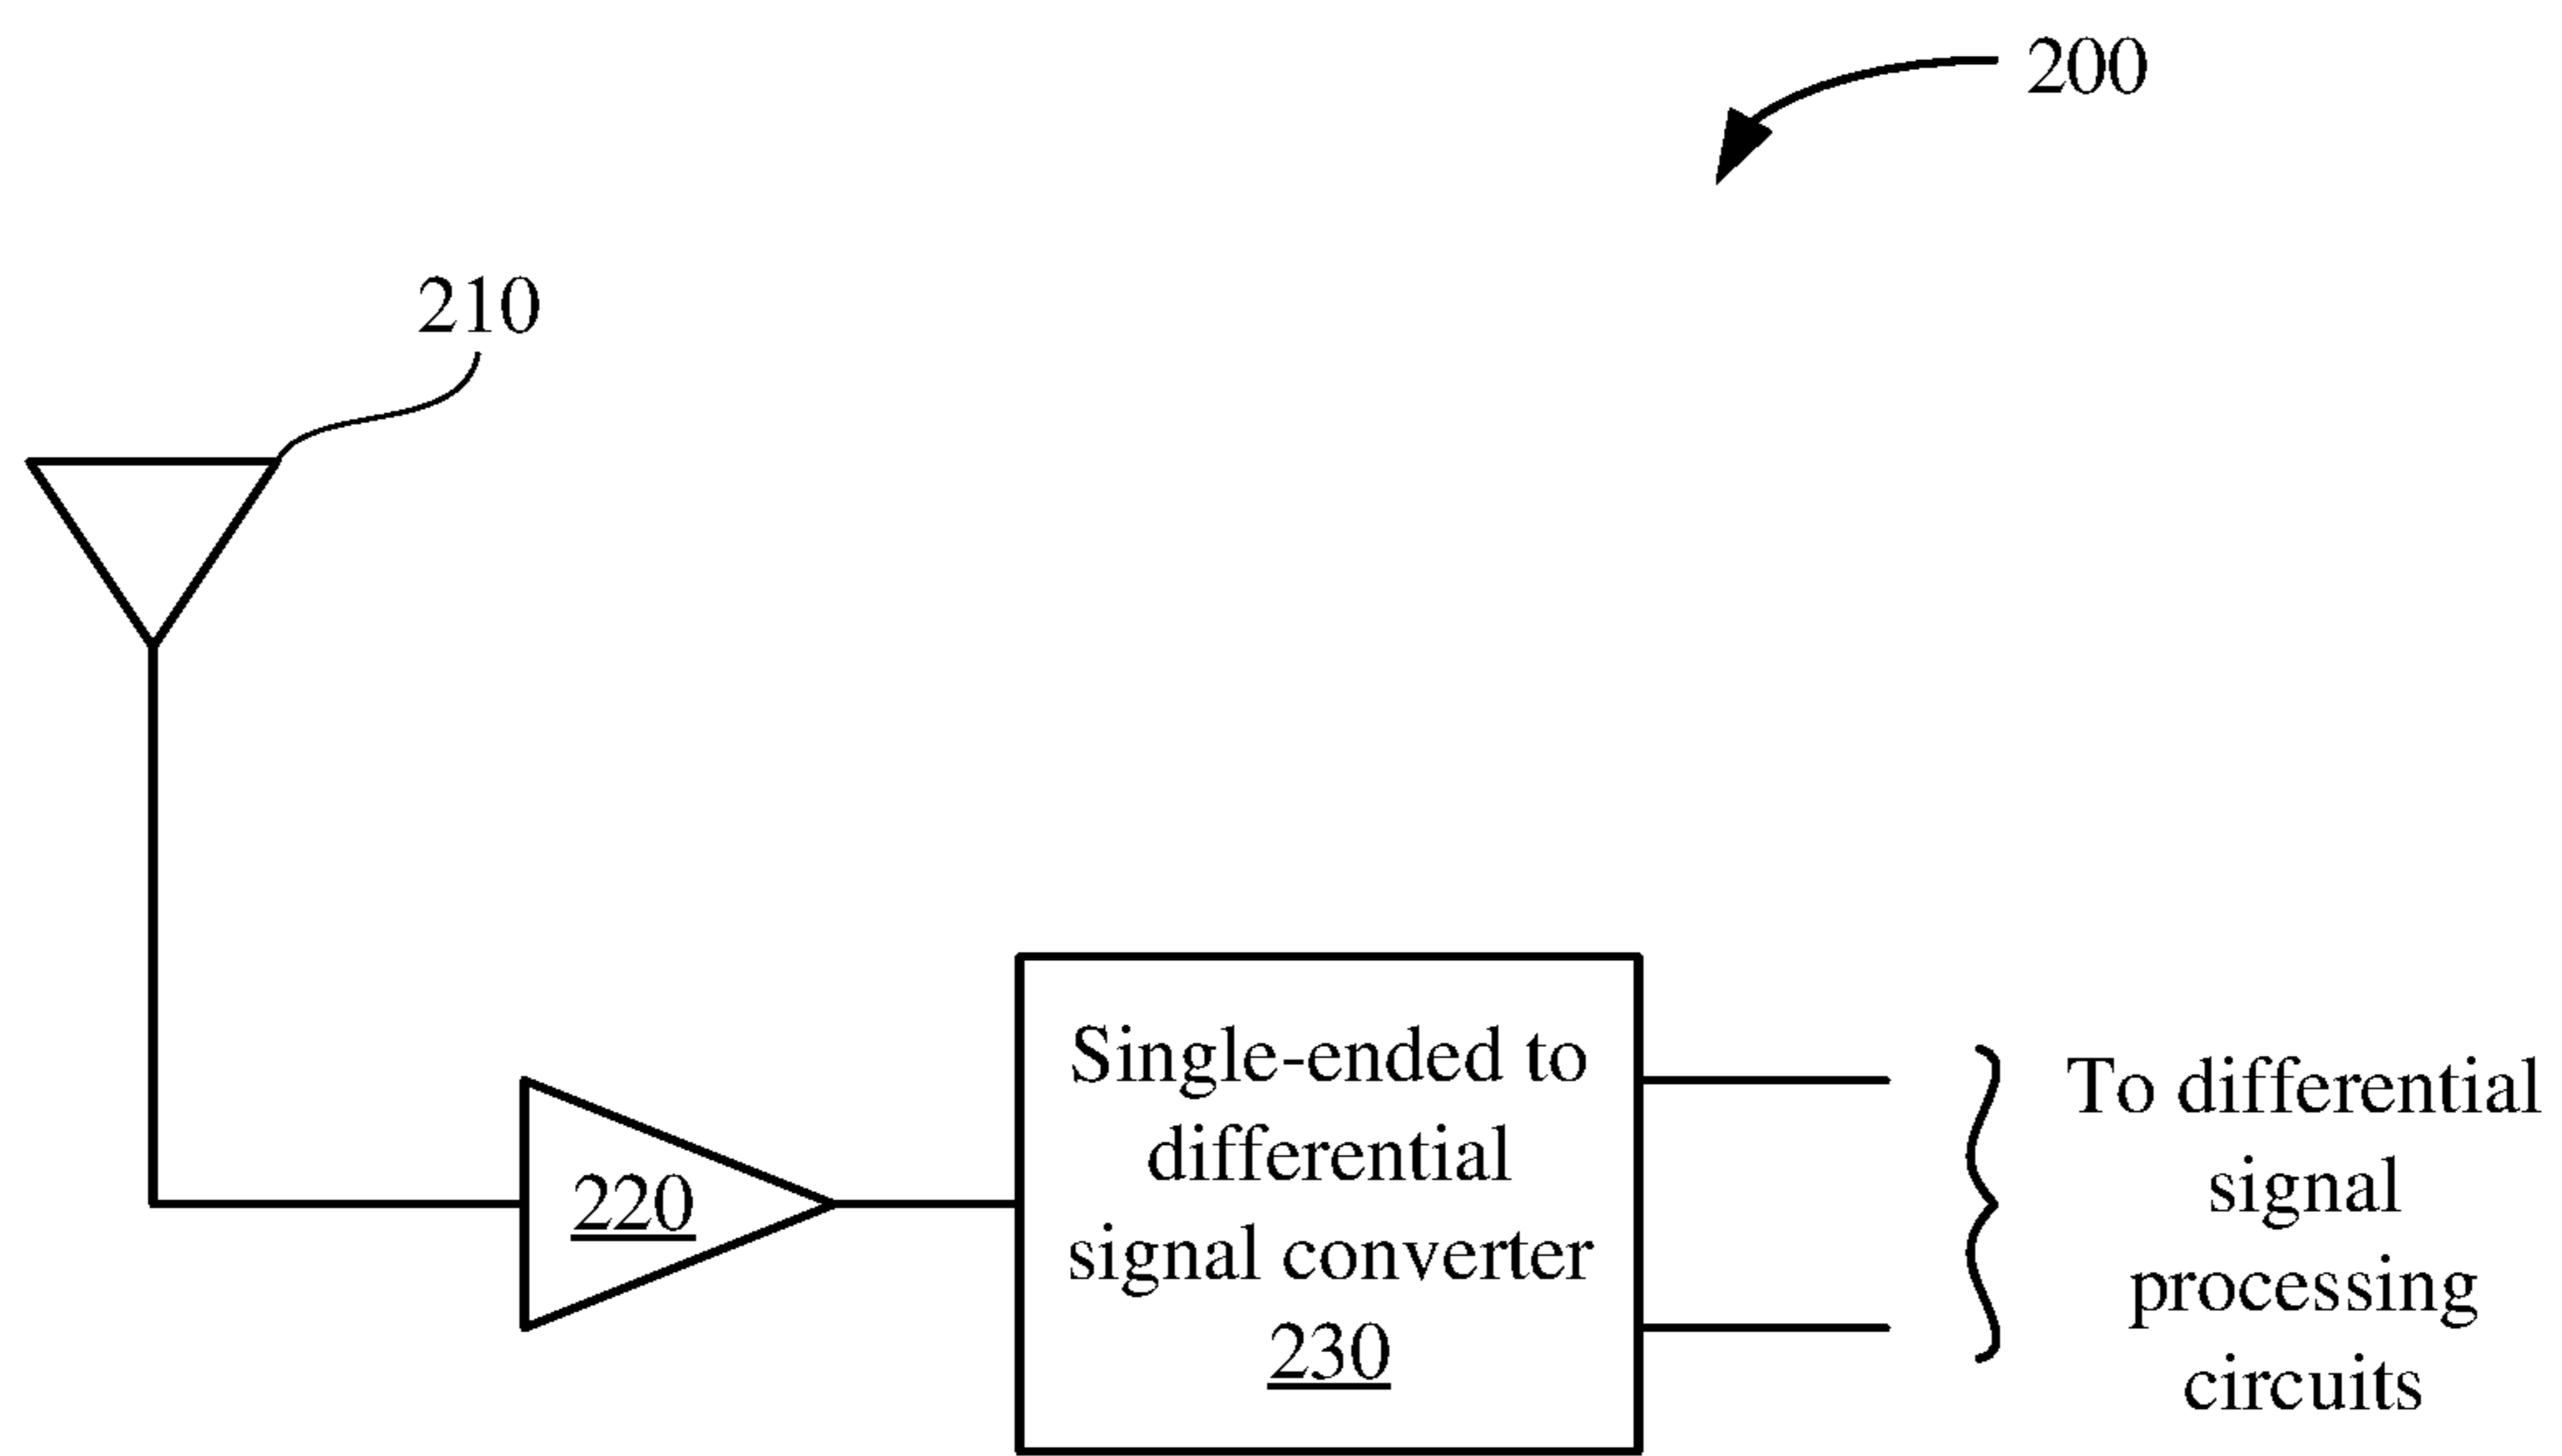 200
210
220
Single-ended to
differential
signal converter
230
To differential
signal
processing
circuits